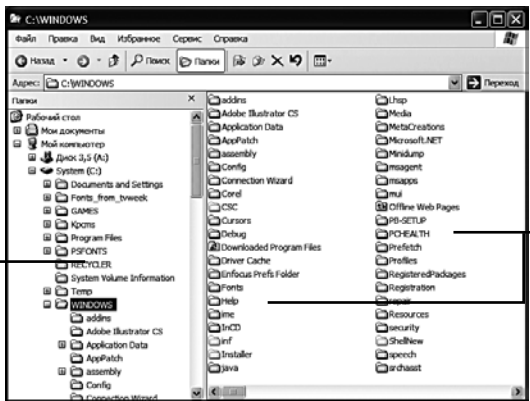 C:\WINDOWS
Файл Правка Вид Избранное Сервис Справка
Назад Поиск Папки
Адрес: C:\WINDOWS Переход
Папки
Рабочий стол
Мои документы
Мой компьютер
Диск 3,5 (A:)
System (C:)
Documents and Settings
Fonts_from_tvweek
GAMES
Kpcms
Program Files
PSFONTS
RECYCLER
System Volume Information
Temp
WINDOWS
addins
Adobe Illustrator CS
Application Data
AppPatch
assembly
Config
Connection Wizard
addins
Adobe Illustrator CS
Application Data
AppPatch
assembly
Config
Connection Wizard
Corel
CSC
Cursors
Debug
Downloaded Program Files
Driver Cache
Enfocus Prefs Folder
Fonts
Help
ime
InCD
inf
Installer
java
Lhsp
Media
MetaCreations
Microsoft.NET
Minidump
msagent
msapps
mui
Offline Web Pages
PB-SETUP
PCHEALTH
Prefetch
Profiles
RegisteredPackages
Registration
repair
Resources
security
ShellNew
speech
srchasst